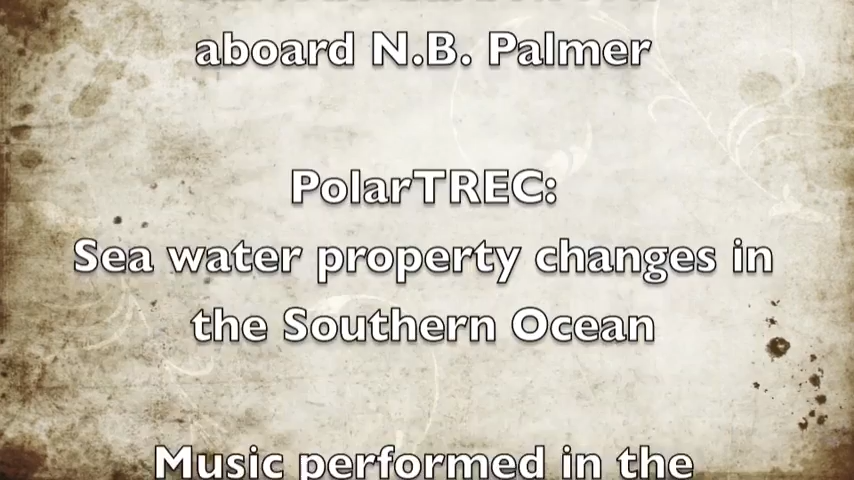 aboard N.B. Palmer
PolarTREC:
Sea water property changes in
the Southern Ocean
Music performed in the